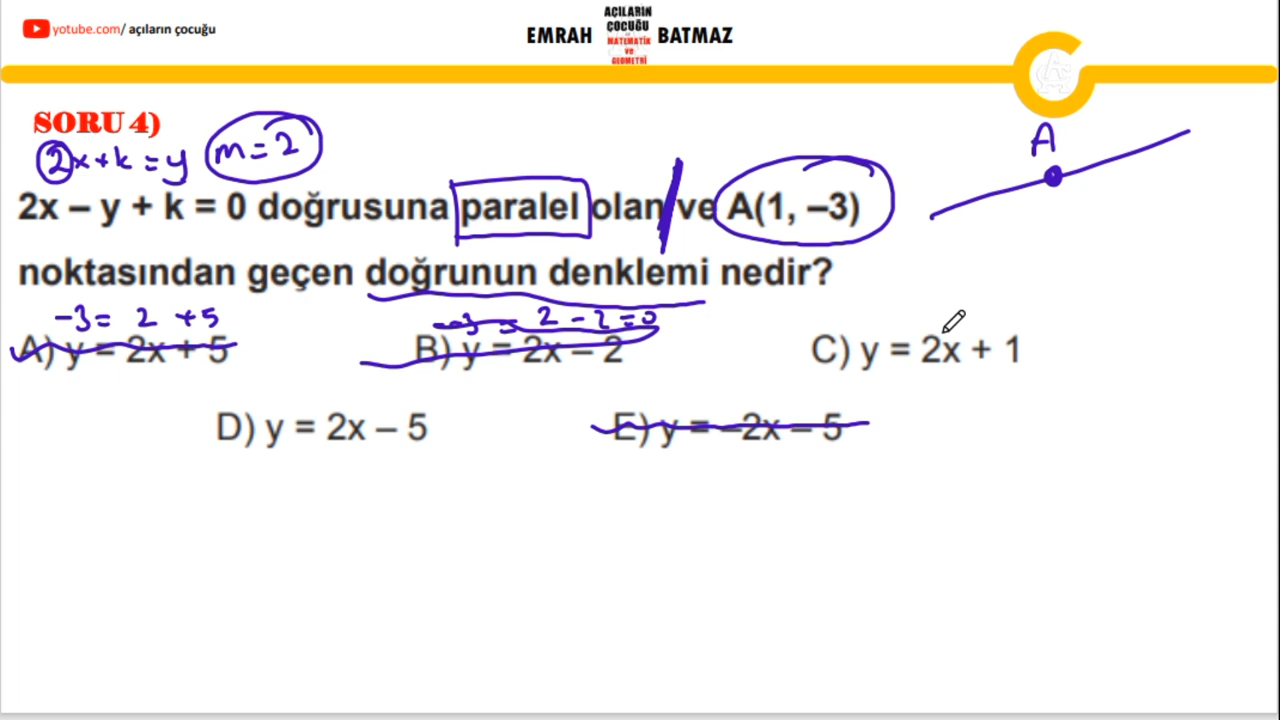 yotube.com/ açıların çocuğu
EMRAH
AÇILARIN
ÇOCUĞU
MATEMATİK
ve
GEOMETRİ
BATMAZ
SORU 4)
2x+k=y m=2
A
2x – y + k = 0 doğrusuna paralel olan ve A(1, –3)
noktasından geçen doğrunun denklemi nedir?
-3= 2 +5
-3 = 2 - 2 = 0
A) y = 2x + 5
B) y = 2x – 2
C) y = 2x + 1
D) y = 2x – 5
E) y = –2x – 5